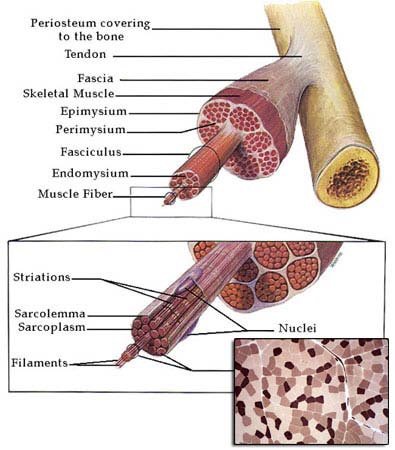 Periosteum covering
to the bone
Tendon
Fascia
Skeletal Muscle
Epimysium
Perimysium
Fasciculus
Endomysium
Muscle Fiber
Striations
Sarcolemma
Sarcoplasm
Nuclei
Filaments